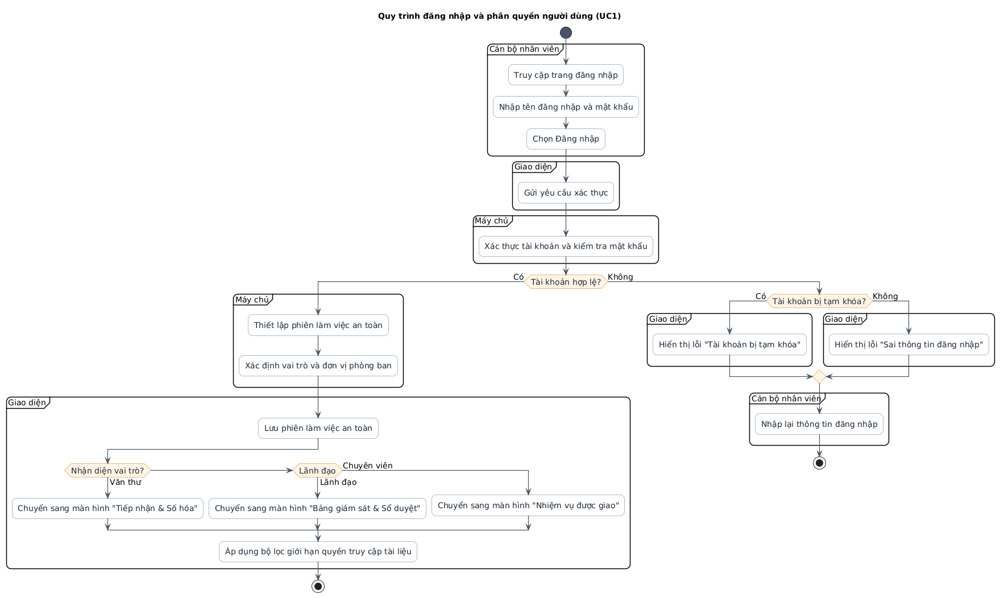 Quy trình đăng nhập và phân quyền người dùng (UC1)
Cán bộ nhân viên
Truy cập trang đăng nhập
Nhập tên đăng nhập và mật khẩu
Chọn Đăng nhập
Giao diện
Gửi yêu cầu xác thực
Máy chủ
Xác thực tài khoản và kiểm tra mật khẩu
Có
Tài khoản hợp lệ?
Không
Máy chủ
Thiết lập phiên làm việc an toàn
Xác định vai trò và đơn vị phòng ban
Giao diện
Lưu phiên làm việc an toàn
Nhận diện vai trò?
Văn thư
Lãnh đạo
Lãnh đạo
Chuyên viên
Chuyển sang màn hình "Tiếp nhận & Số hóa"
Chuyển sang màn hình "Bảng giám sát & Sổ duyệt"
Chuyển sang màn hình "Nhiệm vụ được giao"
Áp dụng bộ lọc giới hạn quyền truy cập tài liệu
Có
Tài khoản bị tạm khóa?
Không
Giao diện
Hiển thị lỗi "Tài khoản bị tạm khóa"
Giao diện
Hiển thị lỗi "Sai thông tin đăng nhập"
Cán bộ nhân viên
Nhập lại thông tin đăng nhập